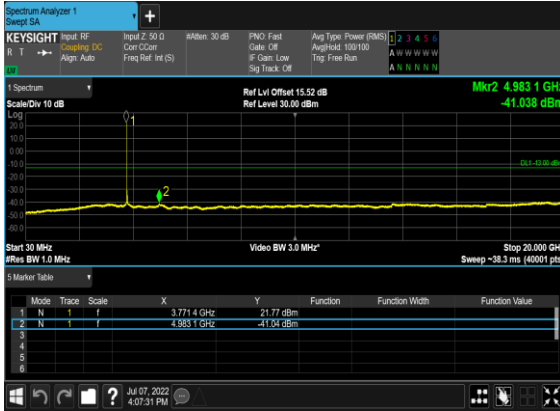 Spectrum Analyzer 1
Swept SA
+
KEYSIGHT Input: RF Input Z: 50 Ω #Atten: 30 dB PNO: Fast Avg Type: Power (RMS) 1 2 3 4 5 6
R T Coupling: DC Corr CCorr Gate: Off Avg|Hold: 100/100 A W W W W W
Align: Auto Freq Ref: Int (S) IF Gain: Low Trig: Free Run
Sig Track: Off A N N N N N
1 Spectrum Ref Lvl Offset 15.52 dB Mkr2 4.983 1 GHz
Scale/Div 10 dB Ref Level 30.00 dBm -41.038 dBm
Log
20.0
10.0
0.00
-10.0
DL1 -13.00 dBm
-20.0
-30.0
-40.0
-50.0
-60.0
1
2
Start 30 MHz Video BW 3.0 MHz* Stop 20.000 GHz
#Res BW 1.0 MHz Sweep ~38.3 ms (40001 pts)
5 Marker Table
Mode Trace Scale X Y Function Function Width Function Value
1 N 1 f 3.771 4 GHz 21.77 dBm
2 N 1 f 4.983 1 GHz -41.04 dBm
3
4
5
6
? Jul 07, 2022
4:07:31 PM